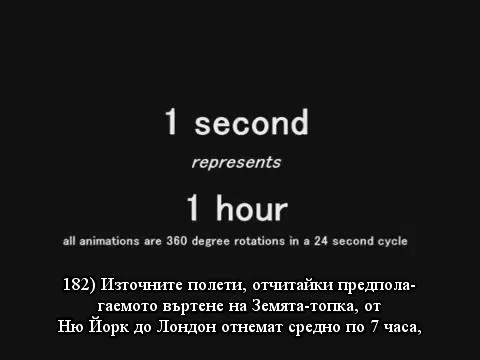 1 second
represents
1 hour
all animations are 360 degree rotations in a 24 second cycle
182) Източните полети, отчитайки предпола-
гаемото въртене на Земята-топка, от
Ню Йорк до Лондон отнемат средно по 7 часа,